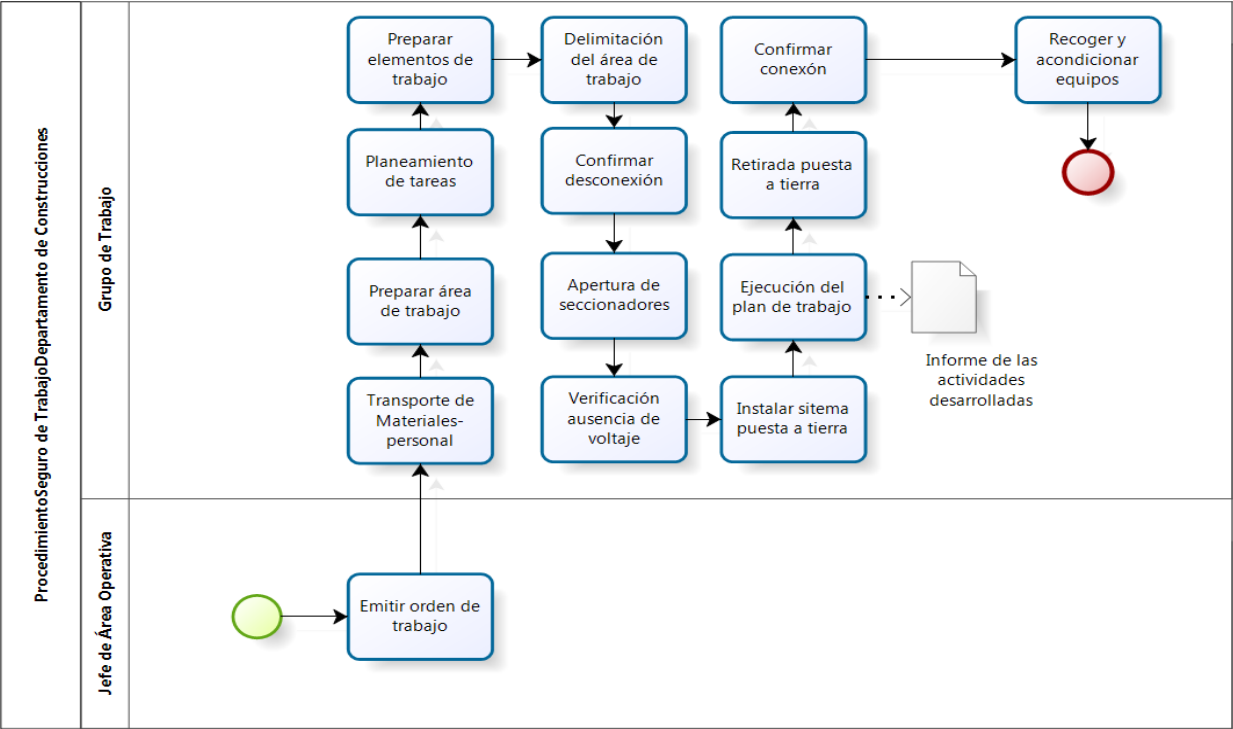 ProcedimientoSeguro de TrabajoDepartamento de Construcciones
Grupo de Trabajo
Jefe de Área Operativa
Emitir orden de
trabajo
Transporte de
Materiales-
personal
Preparar área
de trabajo
Planeamiento
de tareas
Preparar
elementos de
trabajo
Delimitación
del área de
trabajo
Confirmar
desconexión
Apertura de
seccionadores
Verificación
ausencia de
voltaje
Instalar sitema
puesta a tierra
Ejecución del
plan de trabajo
Informe de las
actividades
desarrolladas
Retirada puesta
a tierra
Confirmar
conexón
Recoger y
acondicionar
equipos